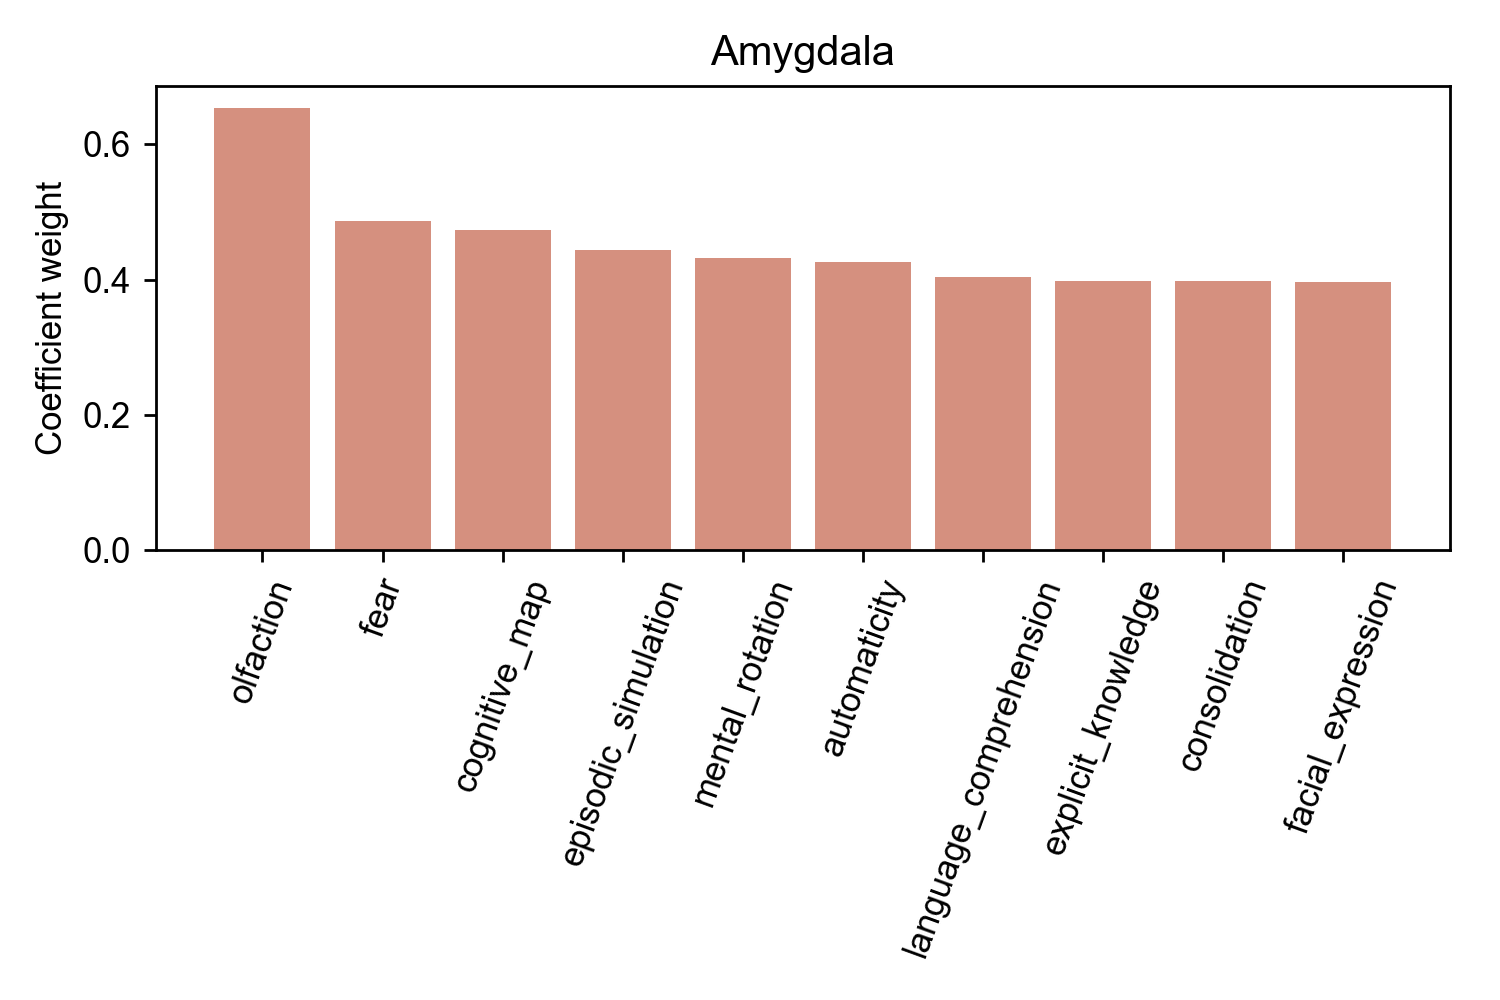 Amygdala
Coefficient weight
0.6
0.4
0.2
0.0
olfaction
fear
cognitive_map
episodic_simulation
mental_rotation
automaticity
language_comprehension
explicit_knowledge
consolidation
facial_expression